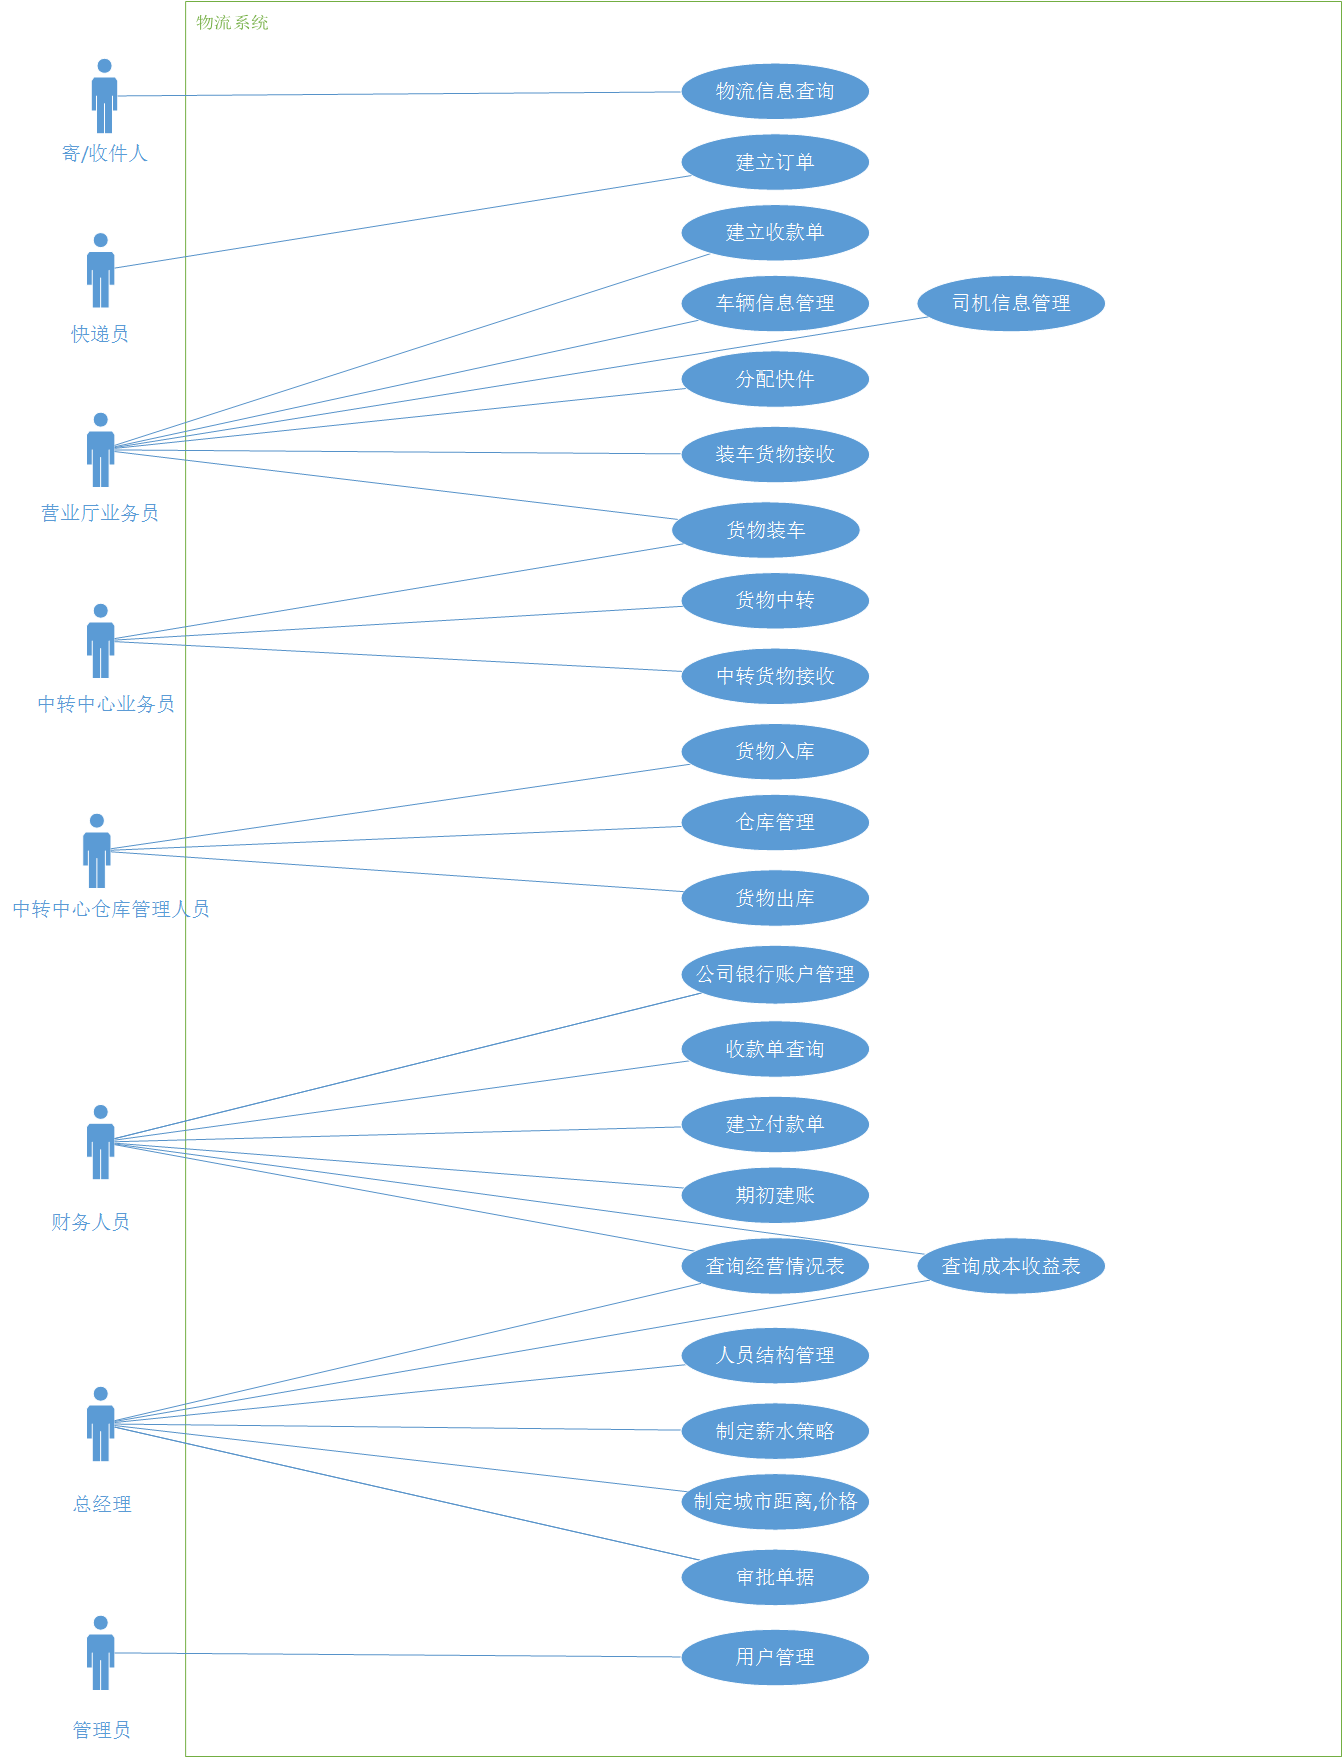 物流系统
物流信息查询
寄/收件人
建立订单
建立收款单
车辆信息管理
司机信息管理
快递员
分配快件
装车货物接收
营业厅业务员
货物装车
货物中转
中转货物接收
中转中心业务员
货物入库
仓库管理
货物出库
中转中心仓库管理人员
公司银行账户管理
收款单查询
建立付款单
期初建账
财务人员
查询经营情况表
查询成本收益表
人员结构管理
制定薪水策略
制定城市距离,价格
总经理
审批单据
用户管理
管理员